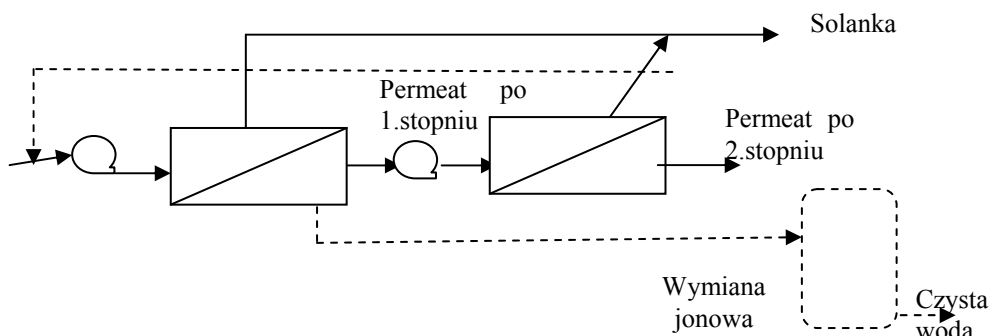 Solanka
Permeat po
1.stopniu
Permeat po
2.stopniu
Wymiana
jonowa
Czysta
woda